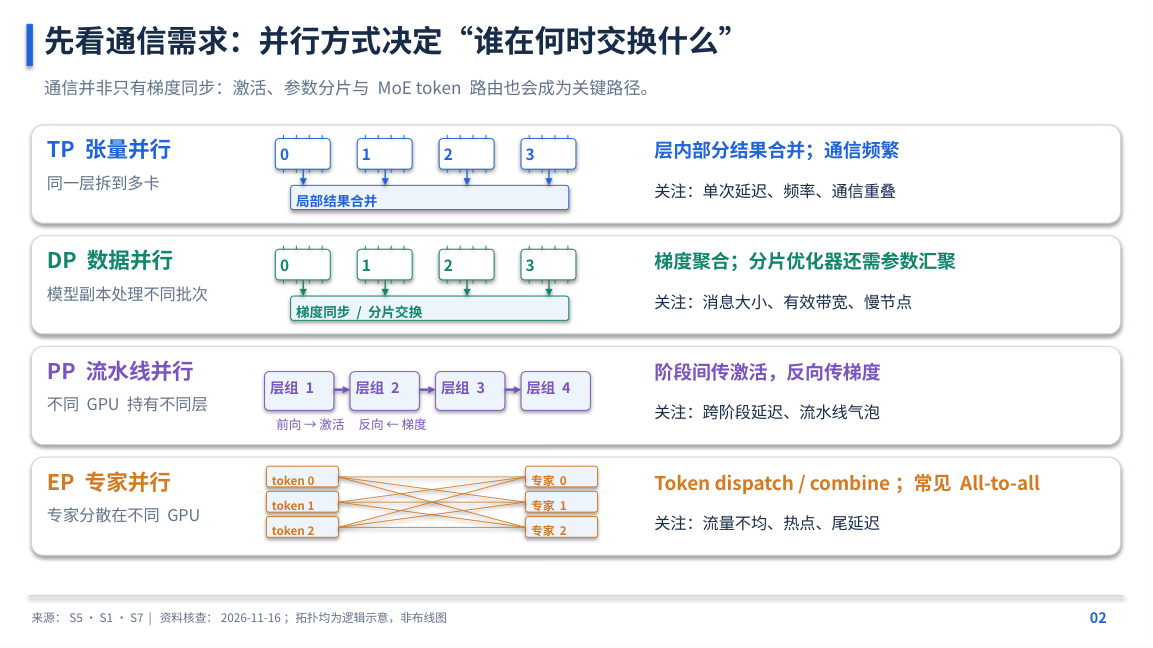 先看通信需求：并行方式决定“谁在何时交换什么”
通信并非只有梯度同步：激活、参数分片与 MoE token 路由也会成为关键路径。
TP 张量并行
同一层拆到多卡
0 1 2 3
局部结果合并
层内部分结果合并；通信频繁
关注：单次延迟、频率、通信重叠
DP 数据并行
模型副本处理不同批次
0 1 2 3
梯度同步 / 分片交换
梯度聚合；分片优化器还需参数汇聚
关注：消息大小、有效带宽、慢节点
PP 流水线并行
不同 GPU 持有不同层
层组 1 层组 2 层组 3 层组 4
前向 → 激活 反向 ← 梯度
阶段间传激活，反向传梯度
关注：跨阶段延迟、流水线气泡
EP 专家并行
专家分散在不同 GPU
token 0 专家 0
token 1 专家 1
token 2 专家 2
Token dispatch / combine；常见 All-to-all
关注：流量不均、热点、尾延迟
来源： S5 · S1 · S7 | 资料核查： 2026-11-16；拓扑均为逻辑示意，非布线图
02